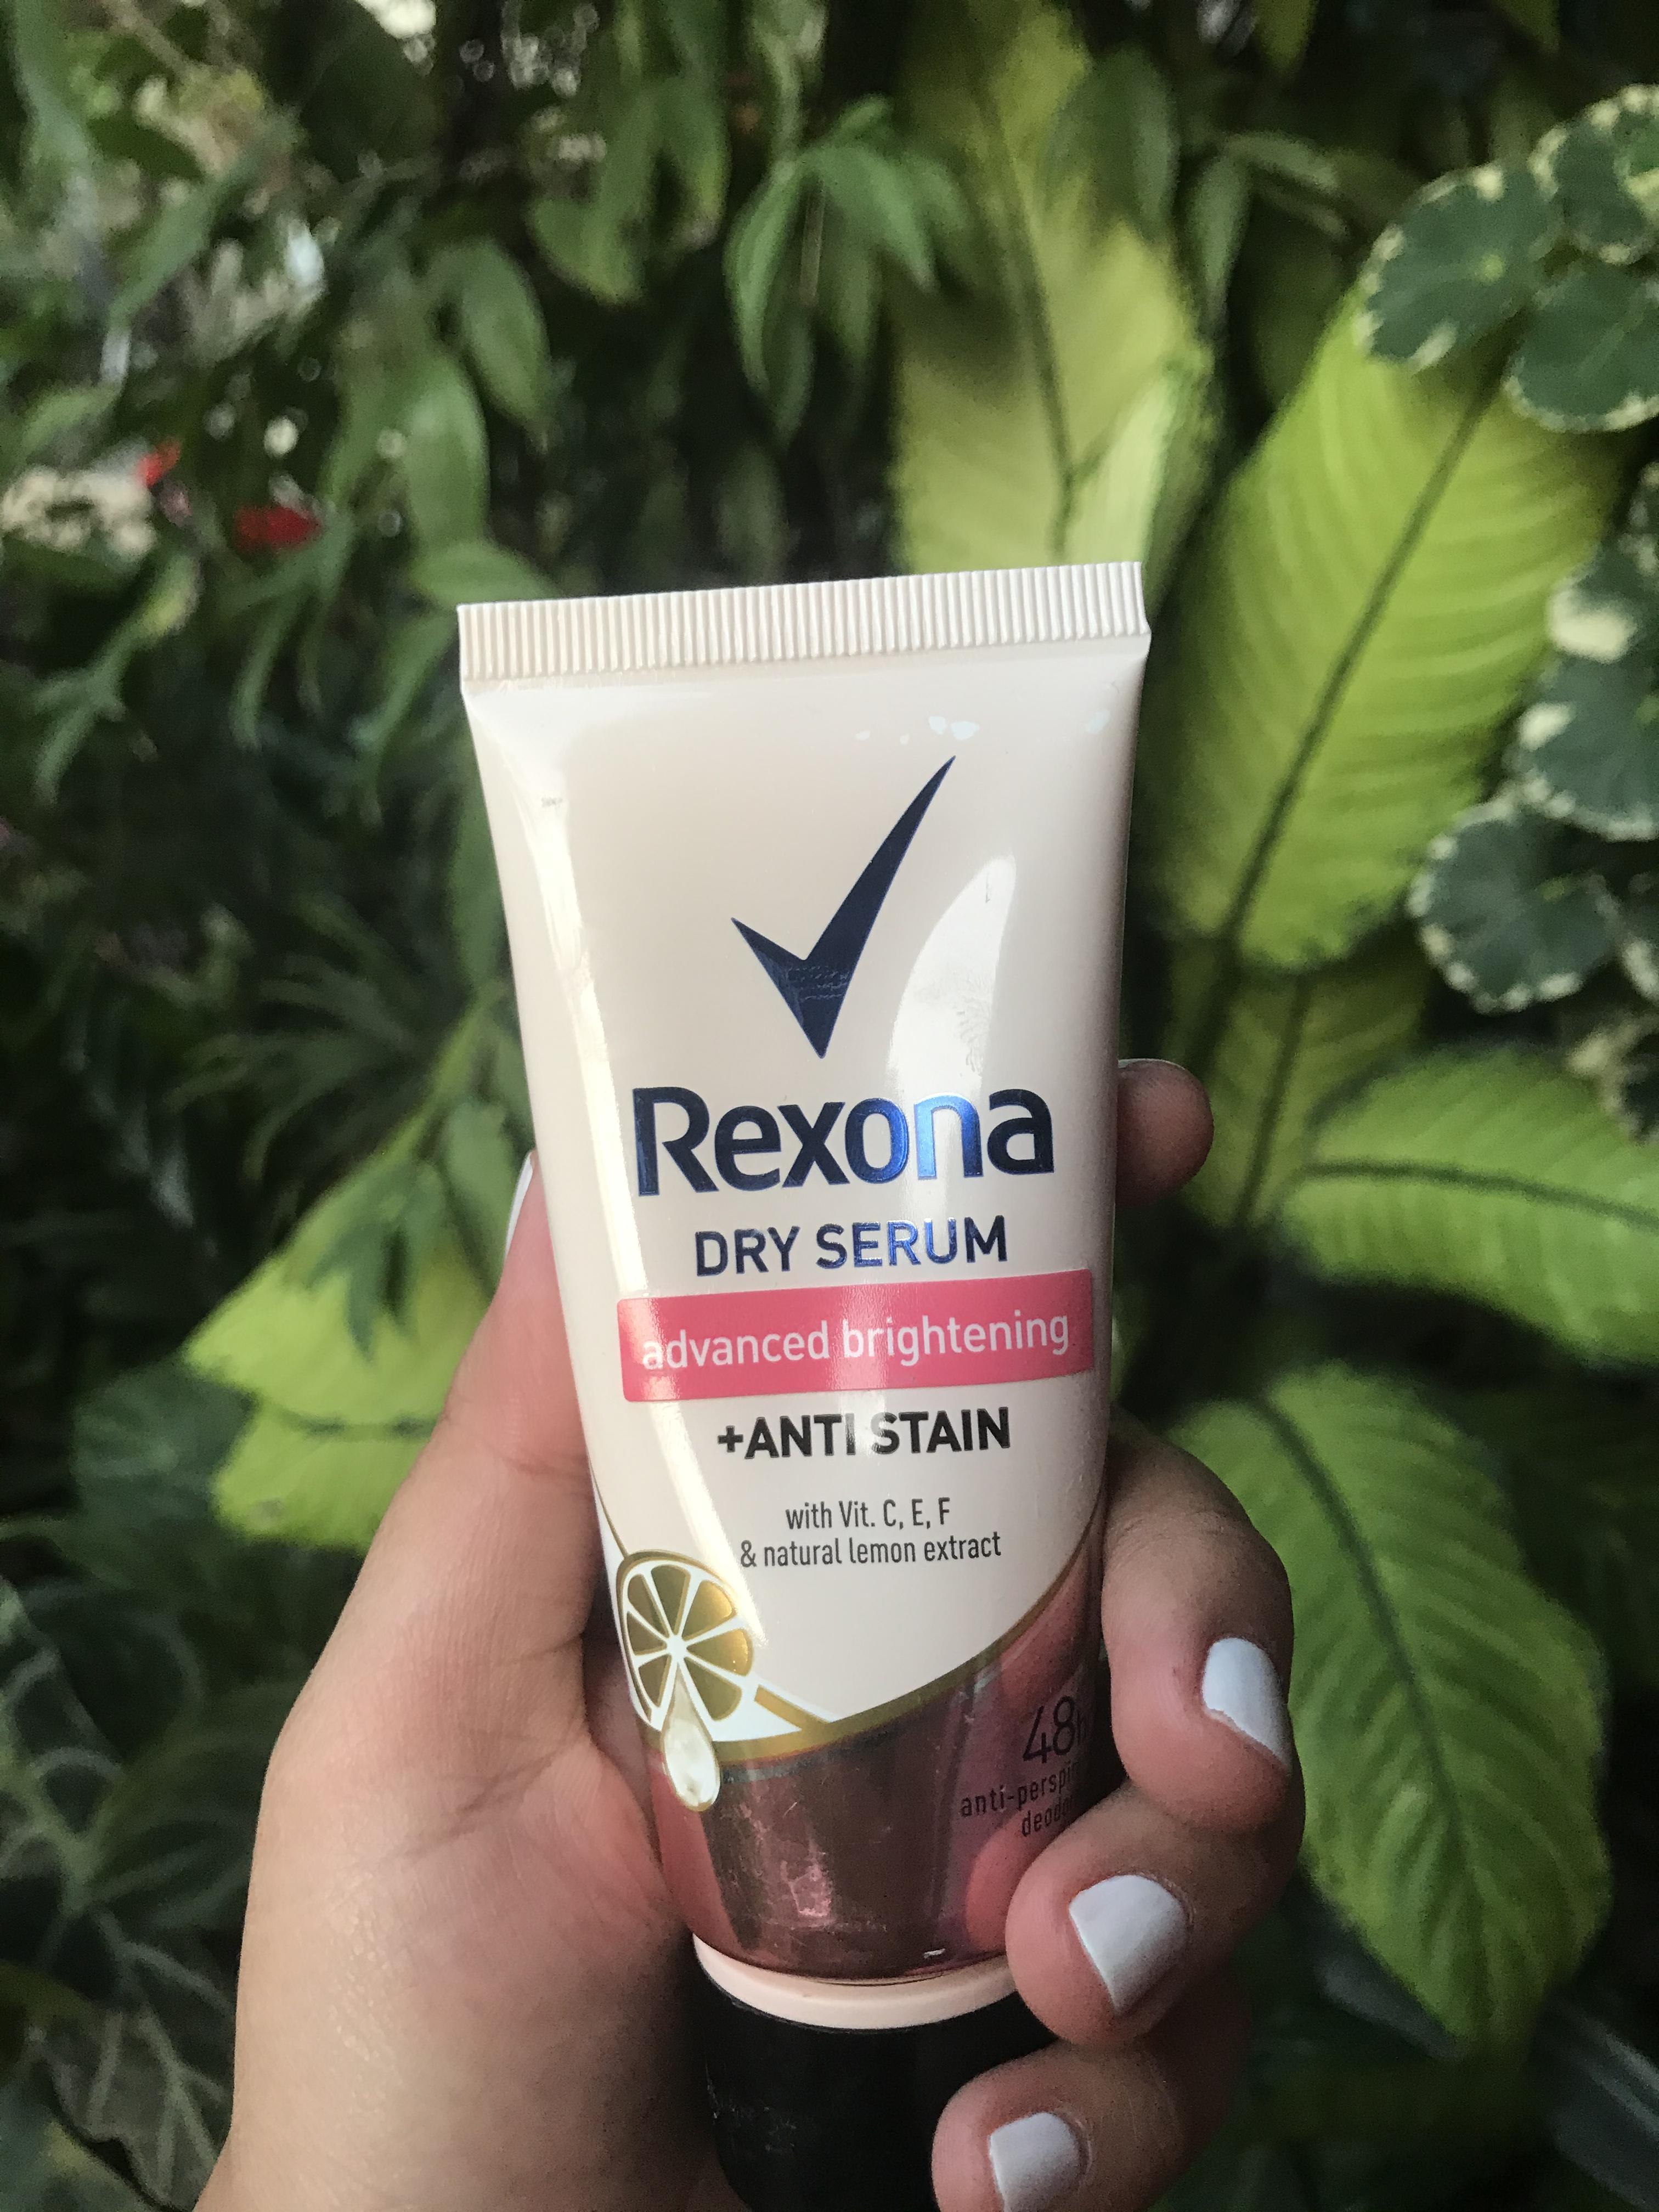 Rexona
DRY SERUM
advanced brightening
+ANTI STAIN
with Vit. C, E, F
& natural lemon extract